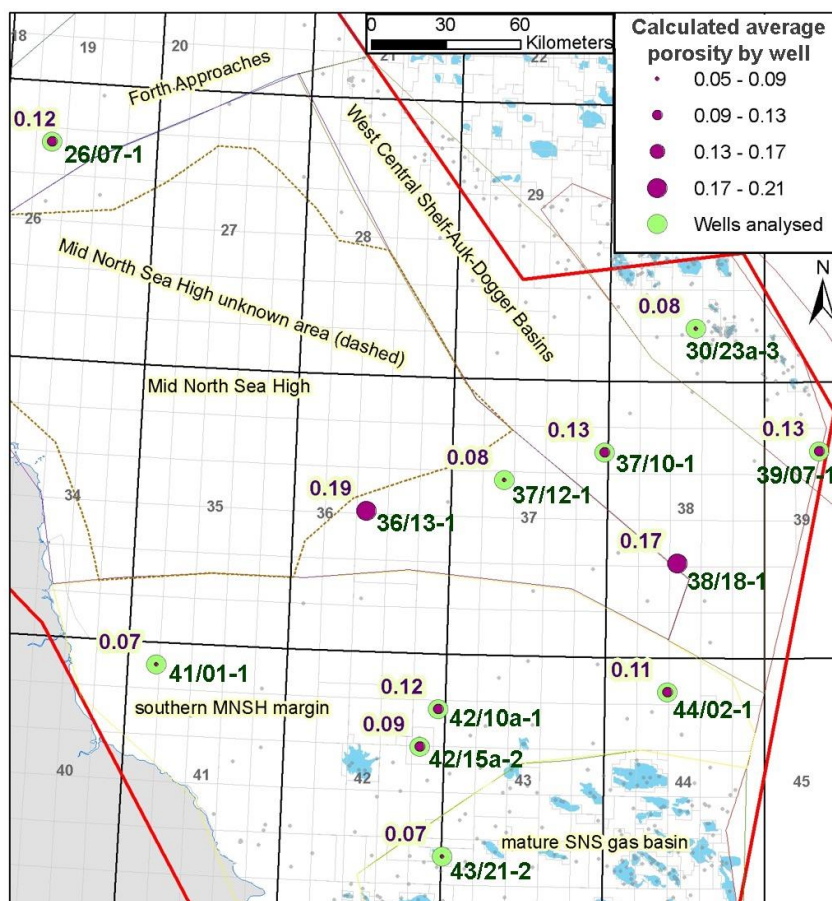 18
19
20
21
22
0 30 60
Kilometers
Calculated average
porosity by well
0.05 - 0.09
0.09 - 0.13
0.13 - 0.17
0.17 - 0.21
Wells analysed
N
Forth Approaches
0.12
26/07-1
West Central Shelf-Auk-Dogger Basins
26
27
28
29
Mid North Sea High unknown area (dashed)
0.08
30/23a-3
Mid North Sea High
0.13
37/10-1
0.13
39/07-1
0.08
37/12-1
0.19
36/13-1
34
35
36
37
38
39
0.17
38/18-1
0.07
41/01-1
0.11
44/02-1
southern MNSH margin
0.12
42/10a-1
0.09
42/15a-2
40
41
42
43
44
45
0.07
43/21-2
mature SNS gas basin